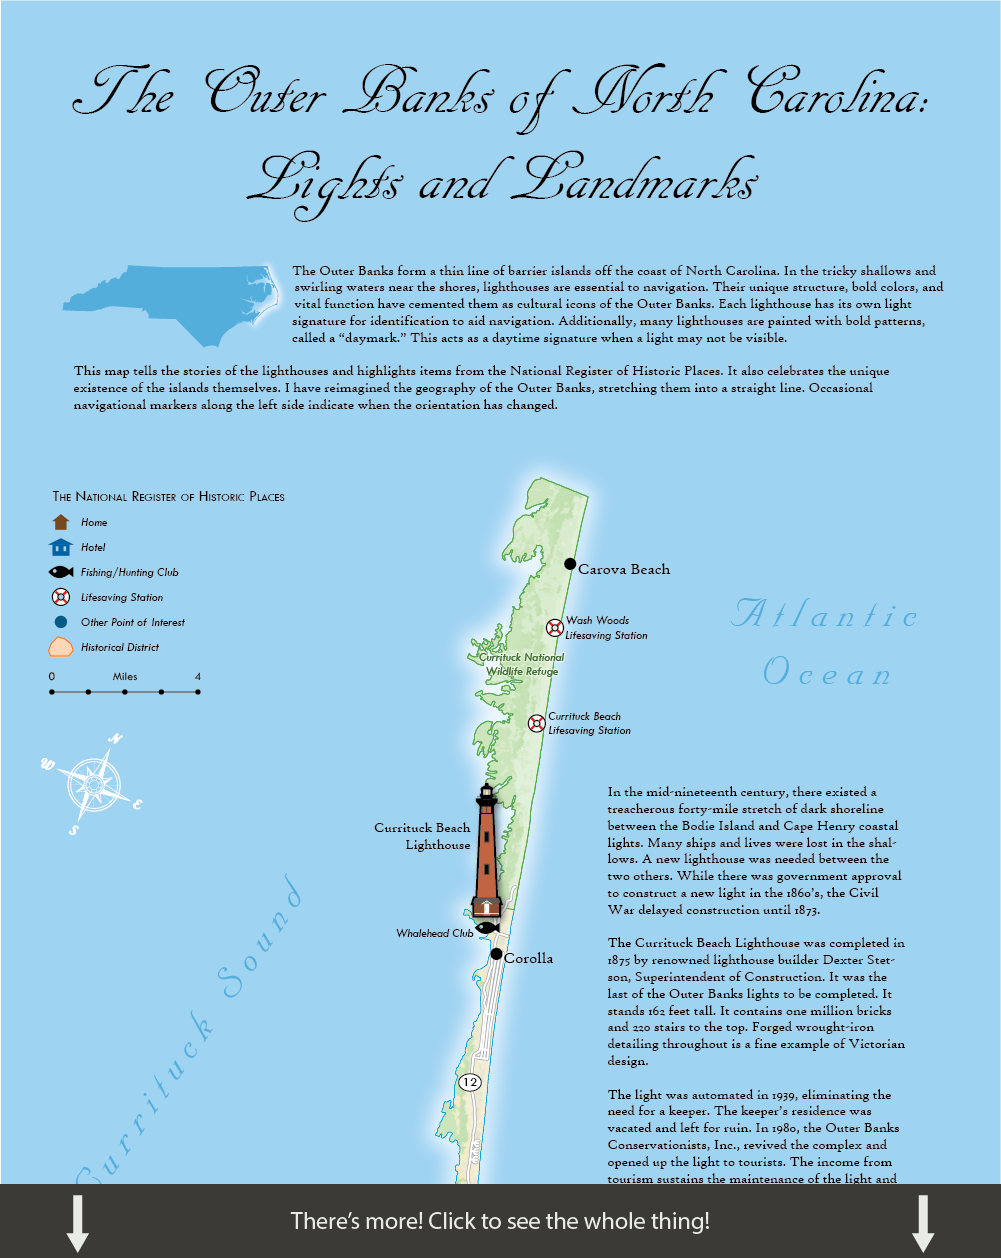 The Outer Banks of North Carolina:
Lights and Landmarks
The Outer Banks form a thin line of barrier islands off the coast of North Carolina. In the tricky shallows and
swirling waters near the shores, lighthouses are essential to navigation. Their unique structure, bold colors, and
vital function have cemented them as cultural icons of the Outer Banks. Each lighthouse has its own light
signature for identification to aid navigation. Additionally, many lighthouses are painted with bold patterns,
called a “daymark.” This acts as a daytime signature when a light may not be visible.
This map tells the stories of the lighthouses and highlights items from the National Register of Historic Places. It also celebrates the unique
existence of the islands themselves. I have reimagined the geography of the Outer Banks, stretching them into a straight line. Occasional
navigational markers along the left side indicate when the orientation has changed.
The National Register of Historic Places
Home
Hotel
Fishing/Hunting Club
Lifesaving Station
Other Point of Interest
Historical District
0 Miles 4
N
W
E
S
Carova Beach
Wash Woods
Lifesaving Station
Currituck National
Wildlife Refuge
Currituck Beach
Lifesaving Station
Atlantic
Ocean
Currituck Beach
Lighthouse
Whalehead Club
Corolla
12
Currituck Sound
In the mid-nineteenth century, there existed a
treacherous forty-mile stretch of dark shoreline
between the Bodie Island and Cape Henry coastal
lights. Many ships and lives were lost in the shal-
lows. A new lighthouse was needed between the
two others. While there was government approval
to construct a new light in the 1860’s, the Civil
War delayed construction until 1873.
The Currituck Beach Lighthouse was completed in
1875 by renowned lighthouse builder Dexter Stet-
son, Superintendent of Construction. It was the
last of the Outer Banks lights to be completed. It
stands 162 feet tall. It contains one million bricks
and 220 stairs to the top. Forged wrought-iron
detailing throughout is a fine example of Victorian
design.
The light was automated in 1939, eliminating the
need for a keeper. The keeper’s residence was
vacated and left for ruin. In 1980, the Outer Banks
Conservationists, Inc., revived the complex and
opened up the light to tourists. The income from
tourism sustains the maintenance of the light and
There’s more! Click to see the whole thing!